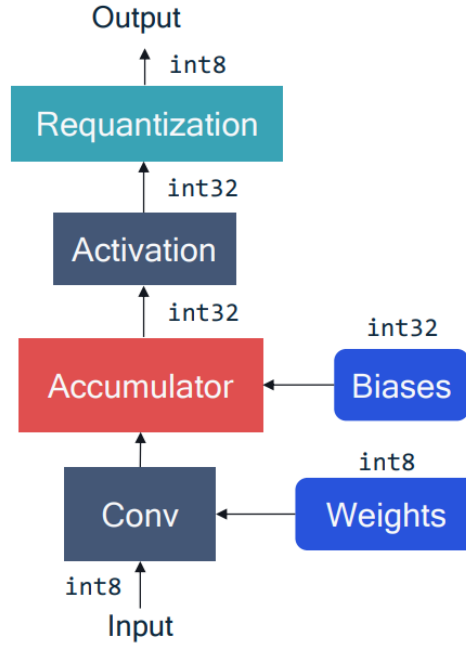 Output
int8
Requantization
int32
Activation
int32
int32
Accumulator
Biases
int8
Conv
Weights
int8
Input